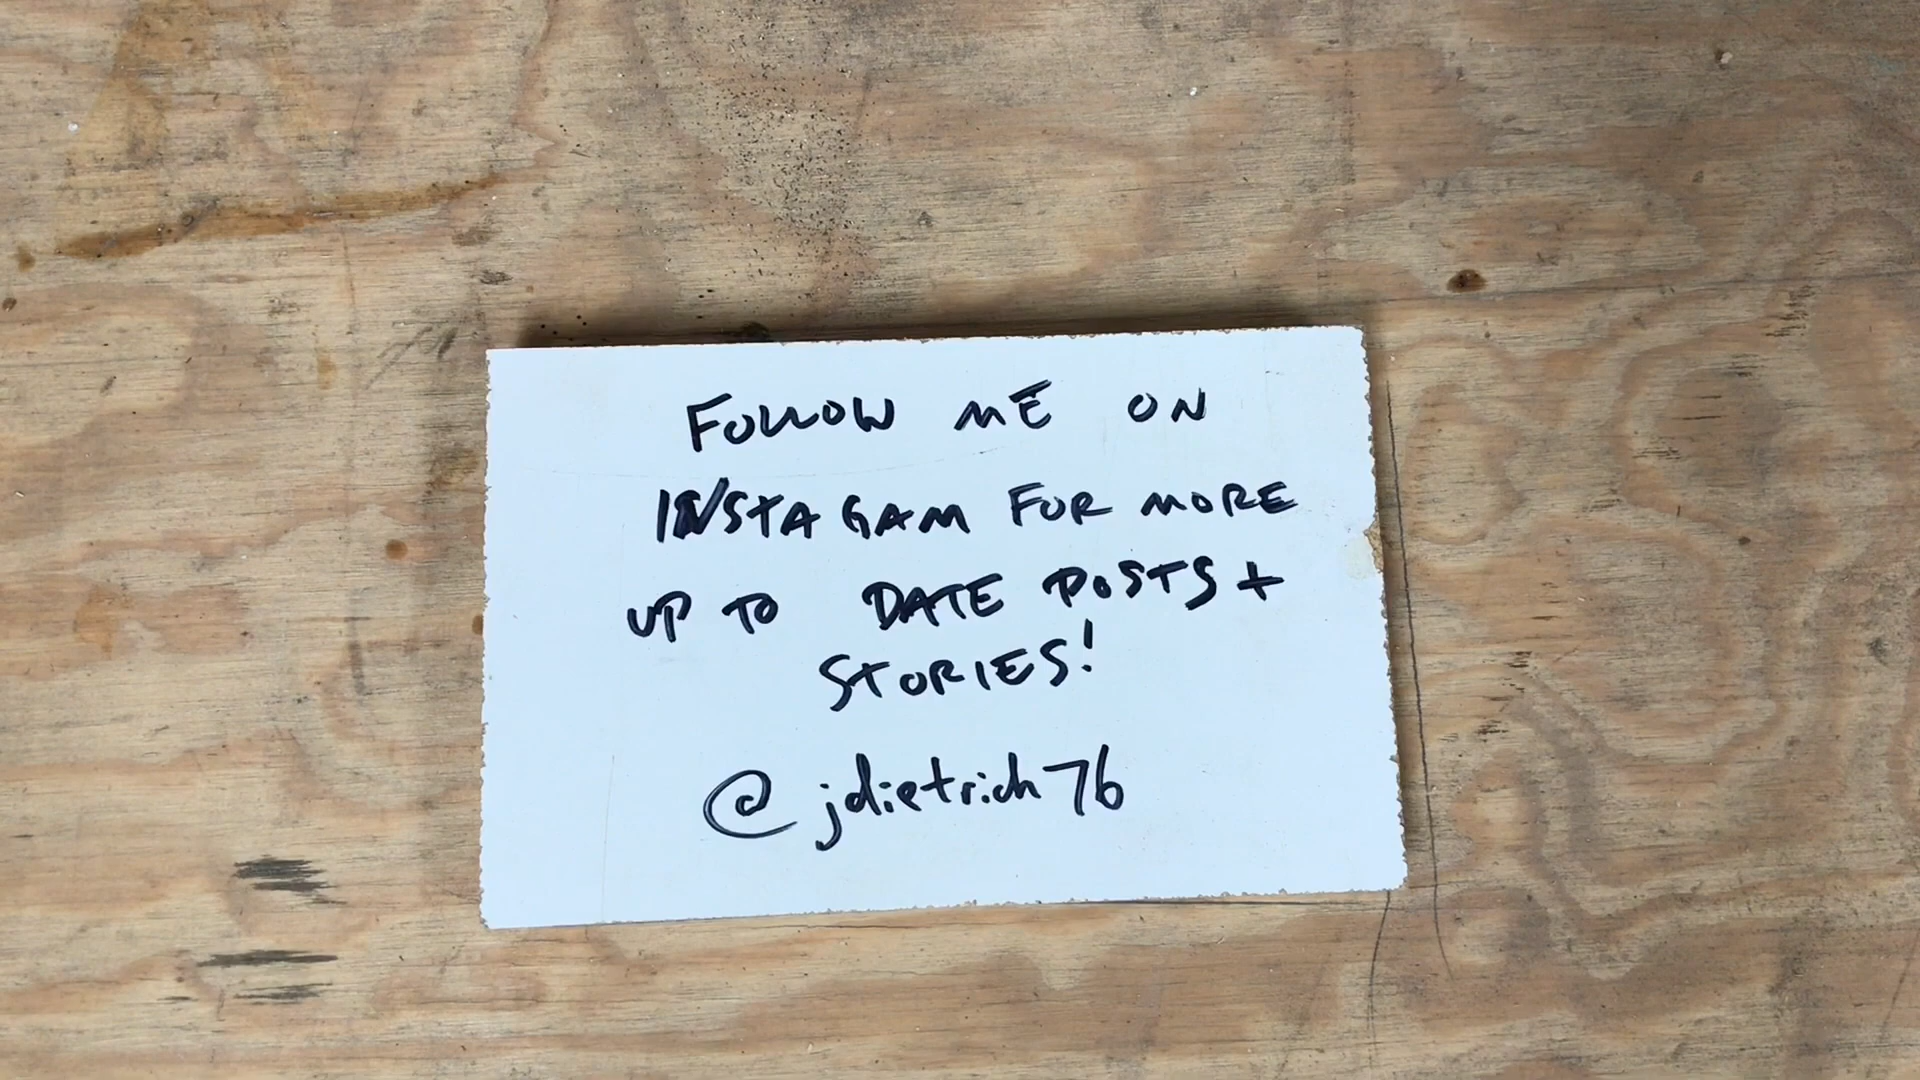 FOLLOW ME ON
INSTAGAM FOR MORE
UP TO DATE POSTS +
STORIES!
@jdietrich76